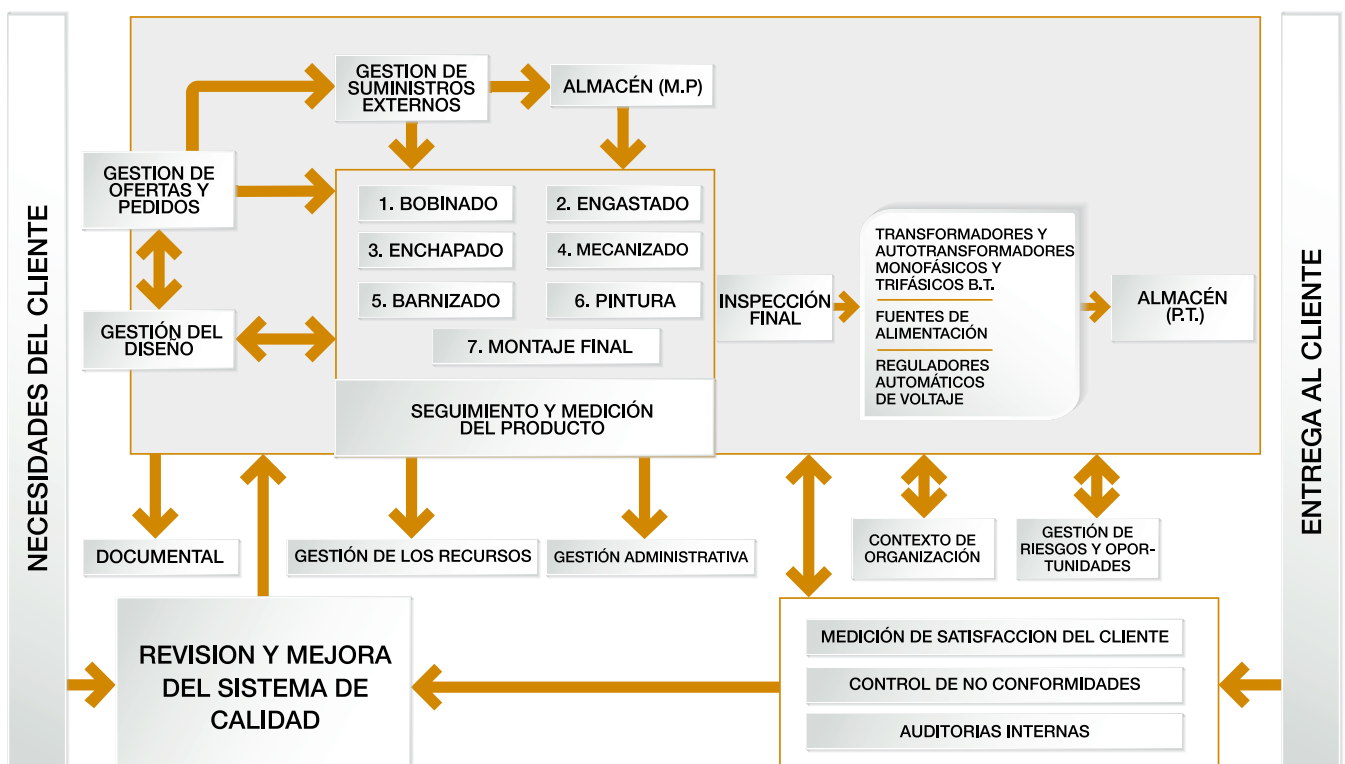 NECESIDADES DEL CLIENTE
GESTION DE
SUMINISTROS
EXTERNOS
ALMACÉN (M.P)
GESTION DE
OFERTAS Y
PEDIDOS
GESTIÓN DEL
DISEÑO
1. BOBINADO
2. ENGASTADO
3. ENCHAPADO
4. MECANIZADO
5. BARNIZADO
6. PINTURA
7. MONTAJE FINAL
SEGUIMIENTO Y MEDICIÓN
DEL PRODUCTO
INSPECCIÓN
FINAL
TRANSFORMADORES Y
AUTOTRANSFORMADORES
MONOFÁSICOS Y
TRIFÁSICOS B.T.
FUENTES DE
ALIMENTACIÓN
REGULADORES
AUTOMÁTICOS
DE VOLTAJE
ALMACÉN
(P.T.)
ENTREGA AL CLIENTE
DOCUMENTAL
GESTIÓN DE LOS RECURSOS
GESTIÓN ADMINISTRATIVA
CONTEXTO DE
ORGANIZACIÓN
GESTIÓN DE
RIESGOS Y OPOR-
TUNIDADES
REVISION Y MEJORA
DEL SISTEMA DE
CALIDAD
MEDICIÓN DE SATISFACCION DEL CLIENTE
CONTROL DE NO CONFORMIDADES
AUDITORIAS INTERNAS